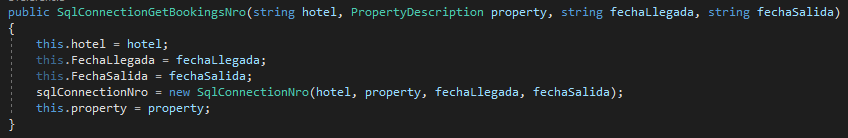 public SqlConnectionGetBookingsNro(string hotel, PropertyDescription property, string fechaLlegada, string fechaSalida)
{
this.hotel = hotel;
this.FechaLlegada = fechaLlegada;
this.FechaSalida = fechaSalida;
sqlConnectionNro = new SqlConnectionNro(hotel, property, fechaLlegada, fechaSalida);
this.property = property;
}